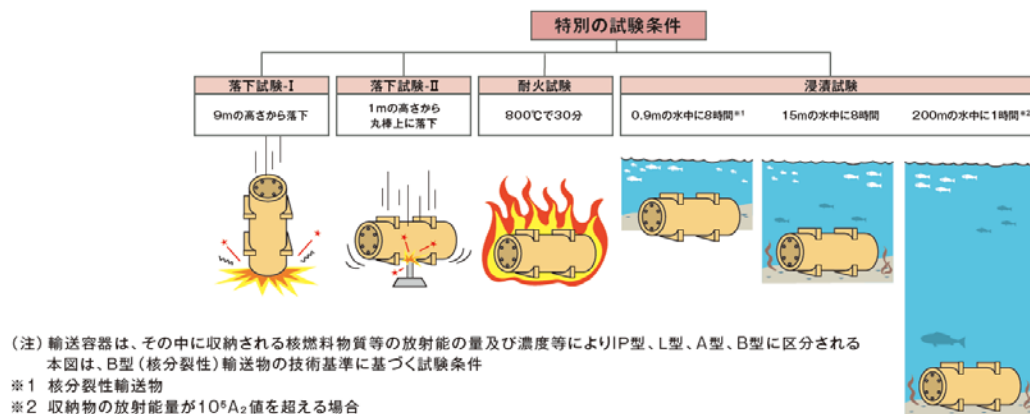 特別の試験条件
落下試験-Ⅰ
9mの高さから落下
落下試験-Ⅱ
1mの高さから
丸棒上に落下
耐火試験
800℃で30分
浸漬試験
0.9mの水中に8時間※1
15mの水中に8時間
200mの水中に1時間※2
(注)輸送容器は、その中に収納される核燃料物質等の放射能の量及び濃度等によりIP型、L型、A型、B型に区分される
本図は、B型(核分裂性)輸送物の技術基準に基づく試験条件
※1 核分裂性輸送物
※2 収納物の放射能量が10⁵A₂値を超える場合